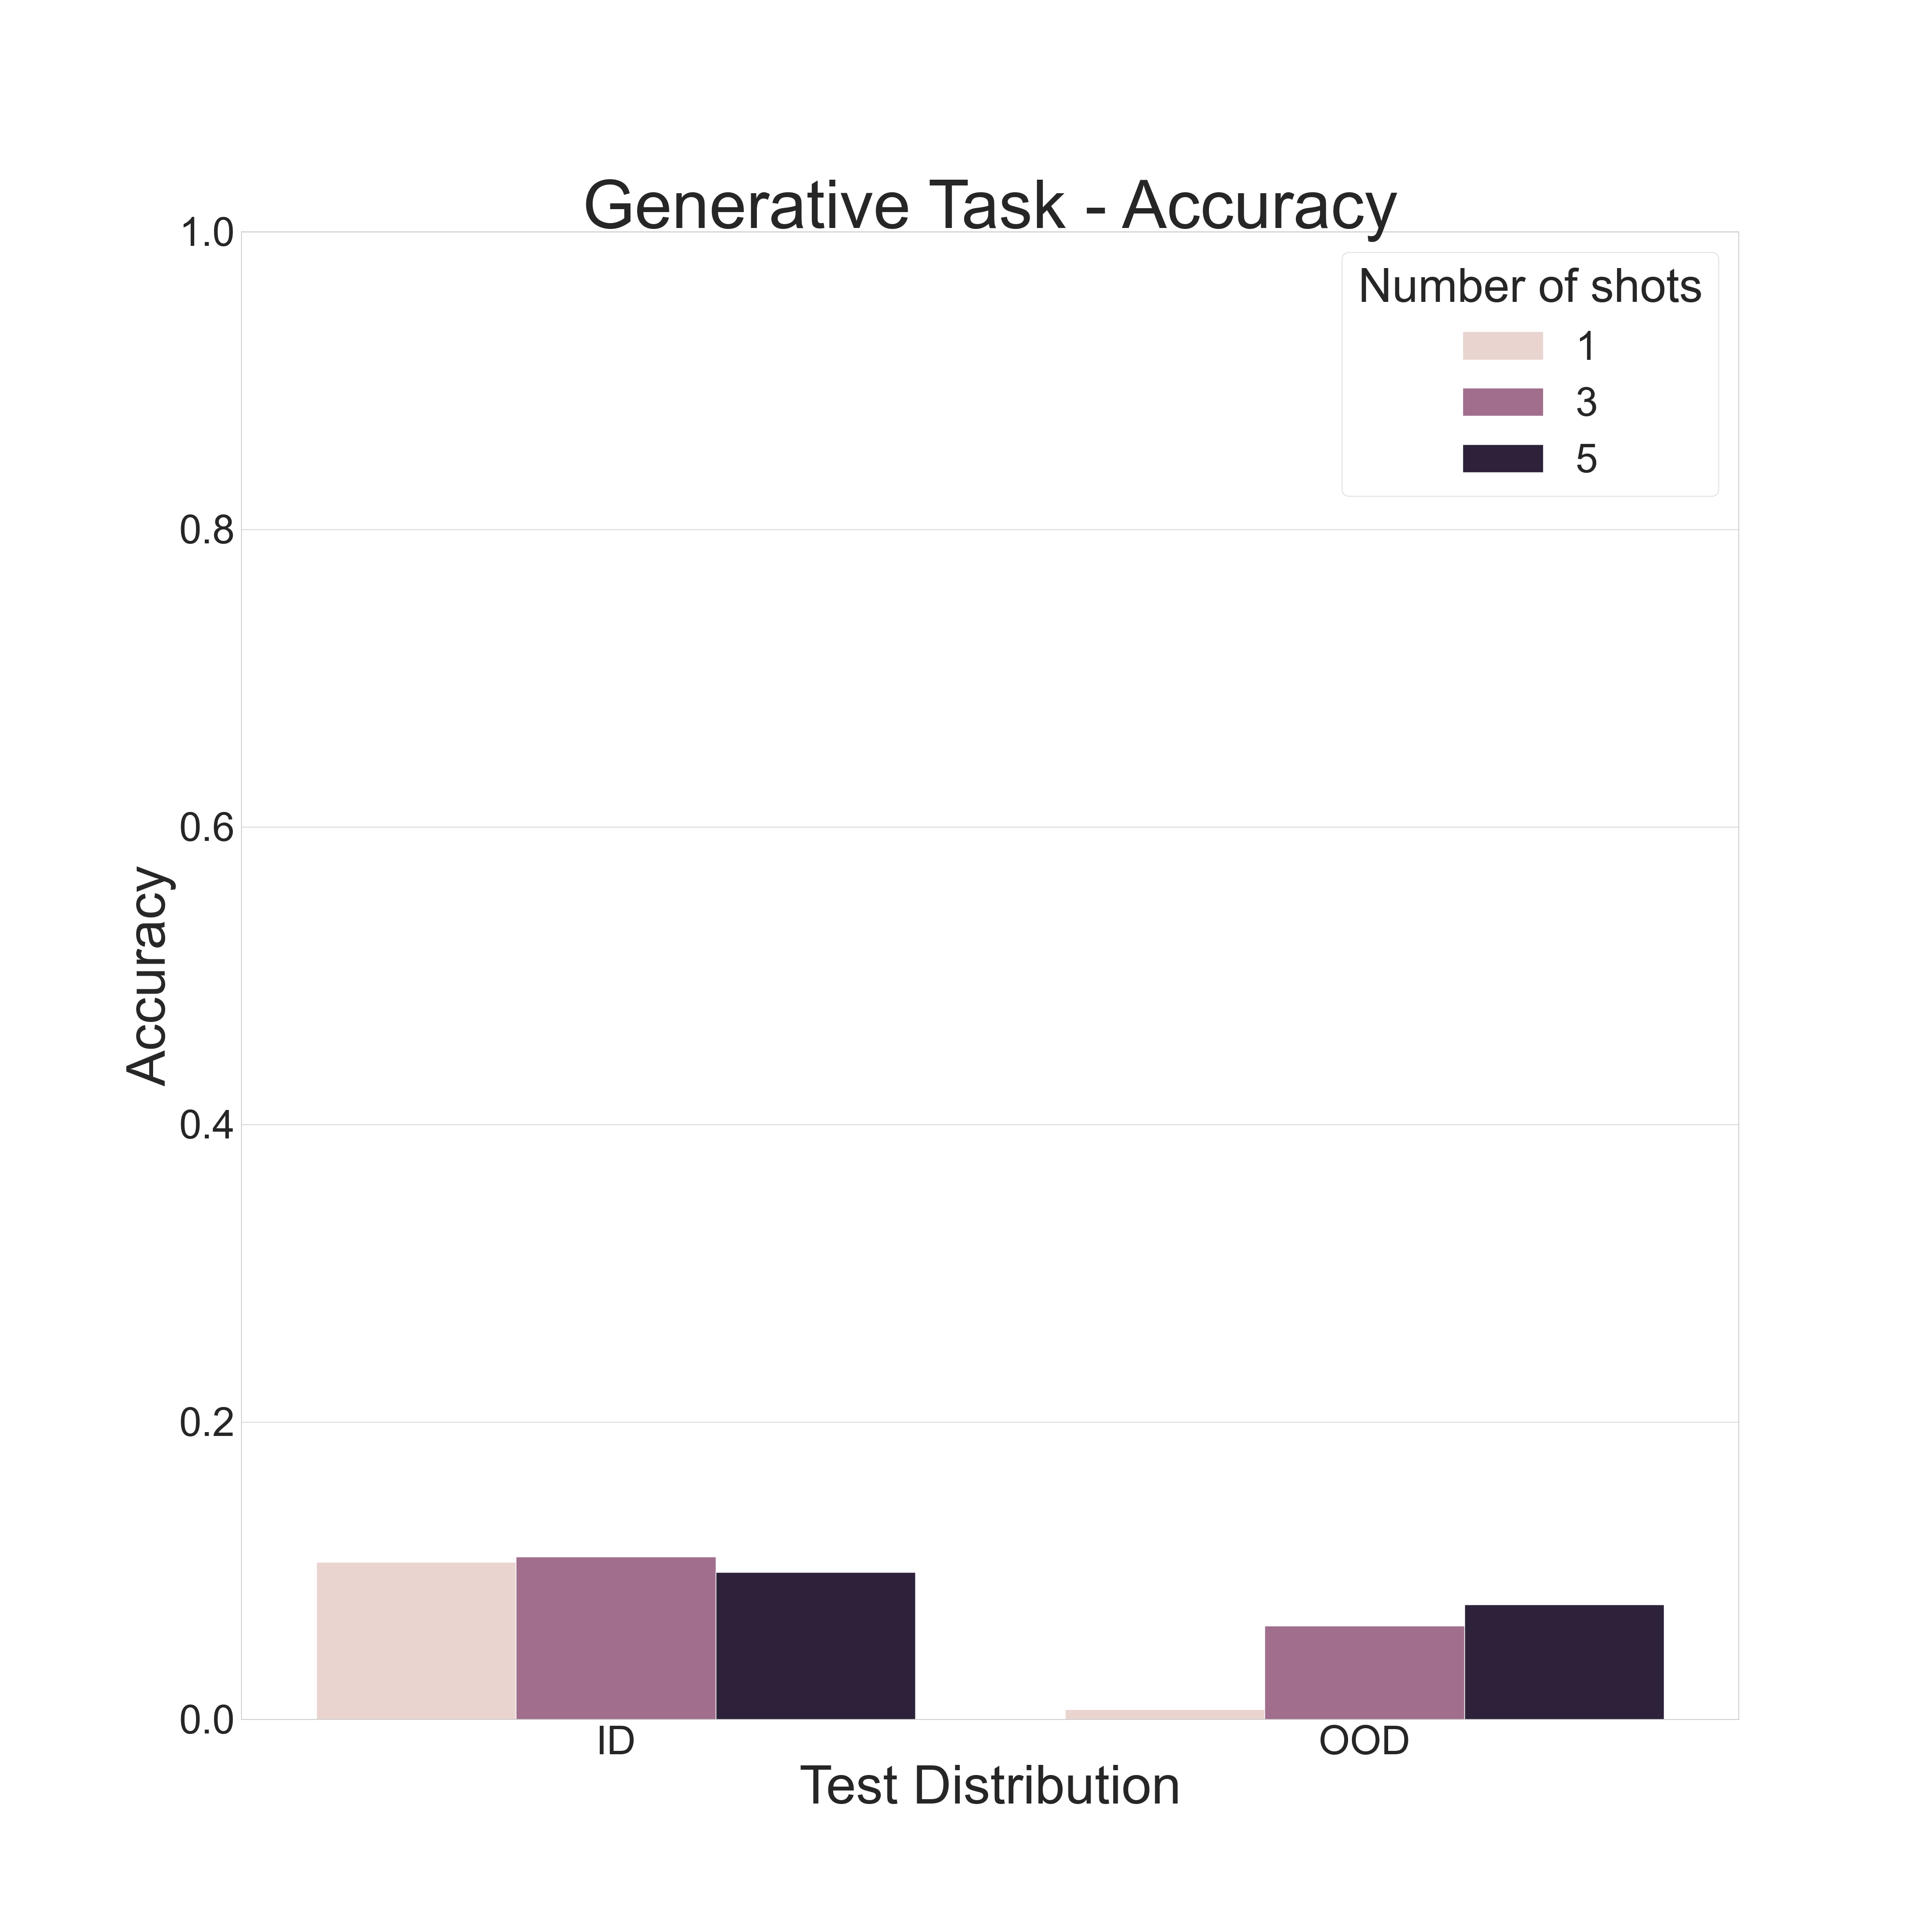 Generative Task - Accuracy
1.0
0.8
0.6
0.4
0.2
0.0
Accuracy
Number of shots
1
3
5
ID
OOD
Test Distribution